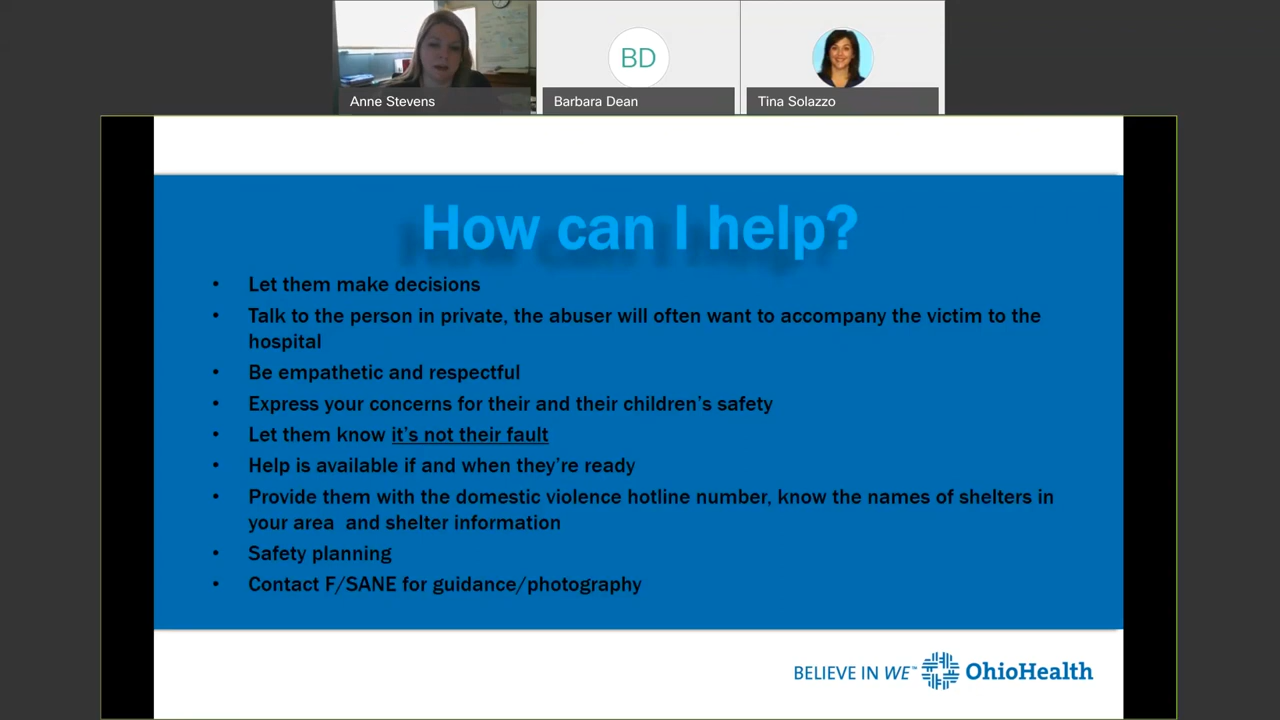 Anne Stevens
BD
Barbara Dean
Tina Solazzo
How can I help?
• Let them make decisions
• Talk to the person in private, the abuser will often want to accompany the victim to the
hospital
• Be empathetic and respectful
• Express your concerns for their and their children's safety
• Let them know it's not their fault
• Help is available if and when they're ready
• Provide them with the domestic violence hotline number, know the names of shelters in
your area  and shelter information
• Safety planning
• Contact F/SANE for guidance/photography
BELIEVE IN WE™ OhioHealth